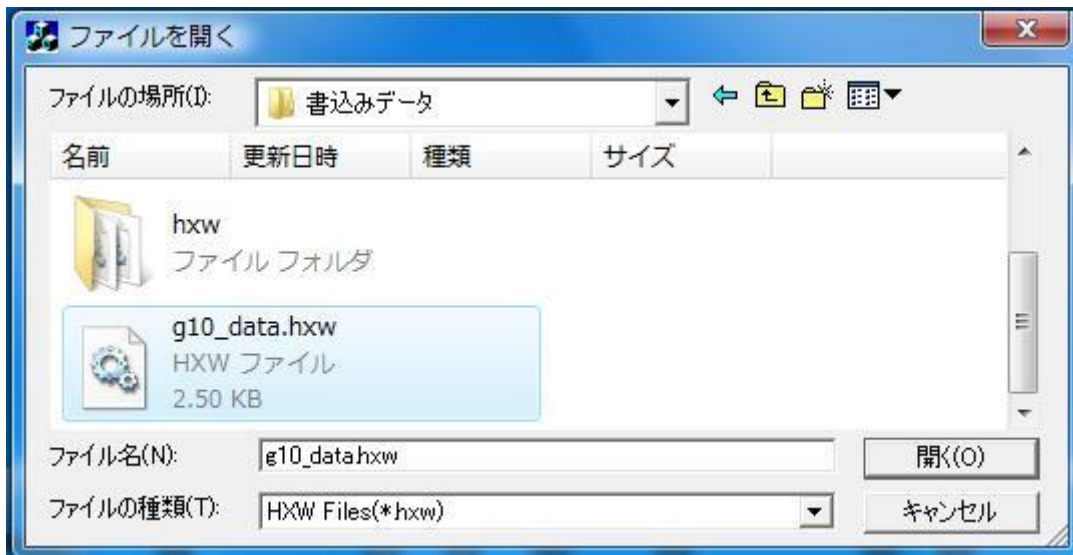 ファイルを開く
ファイルの場所(I):
書込みデータ
名前 更新日時 種類 サイズ
hxw
ファイル フォルダ
g10_data.hxw
HXW ファイル
2.50 KB
ファイル名(N): g10_data.hxw 開く(O)
ファイルの種類(T): HXW Files(*.hxw) キャンセル